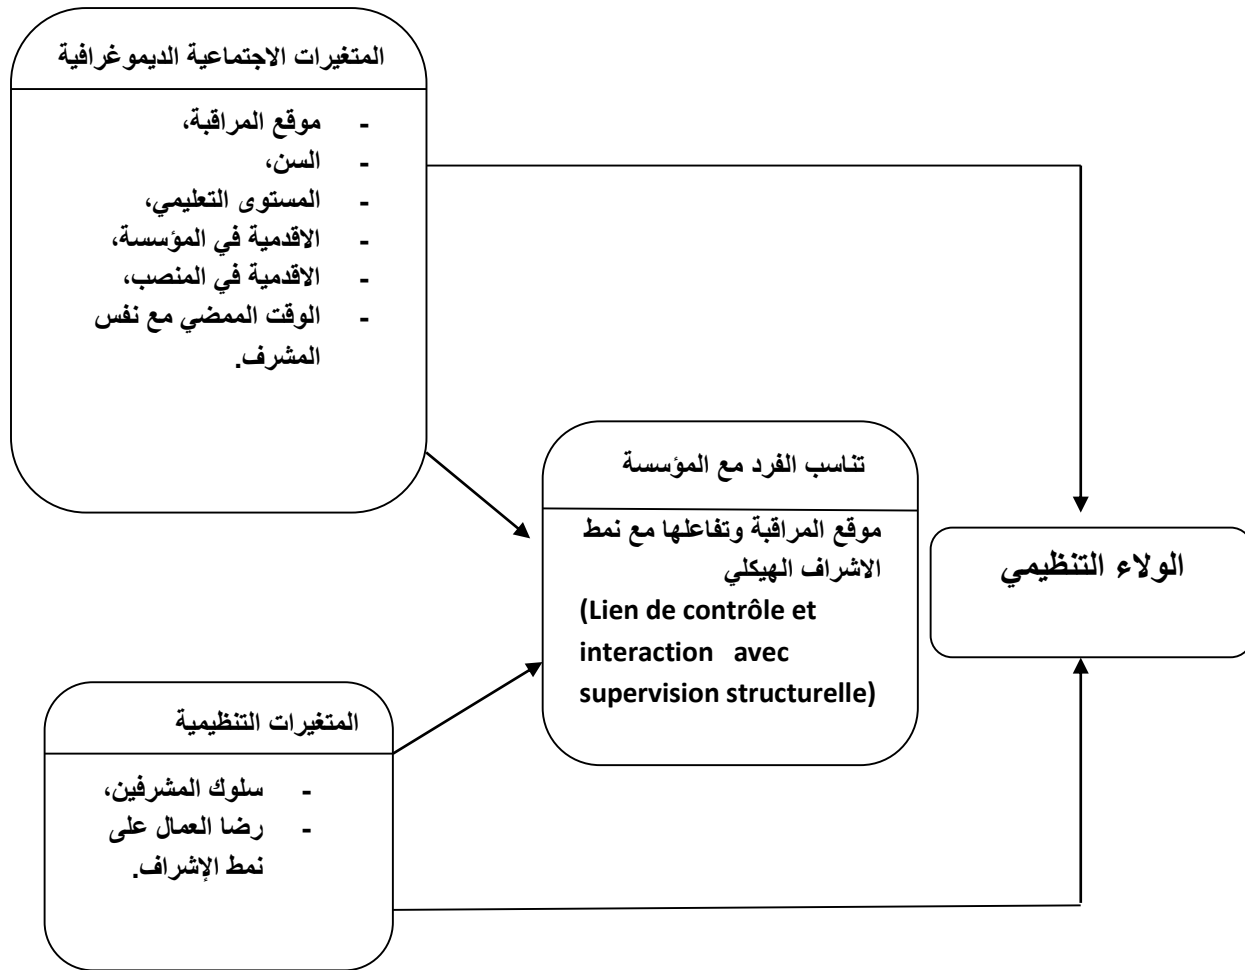 المتغيرات الاجتماعية الديموغرافية
- موقع المراقبة،
- السن،
- المستوى التعليمي،
- الاقدمية في المؤسسة،
- الاقدمية في المنصب،
- الوقت الممضي مع نفس
المشرف.
تناسب الفرد مع المؤسسة
موقع المراقبة وتفاعلها مع نمط
الاشراف الهيكلي
(Lien de contrôle et
interaction avec
supervision structurelle)
الولاء التنظيمي
المتغيرات التنظيمية
- سلوك المشرفين،
- رضا العمال على
نمط الإشراف.